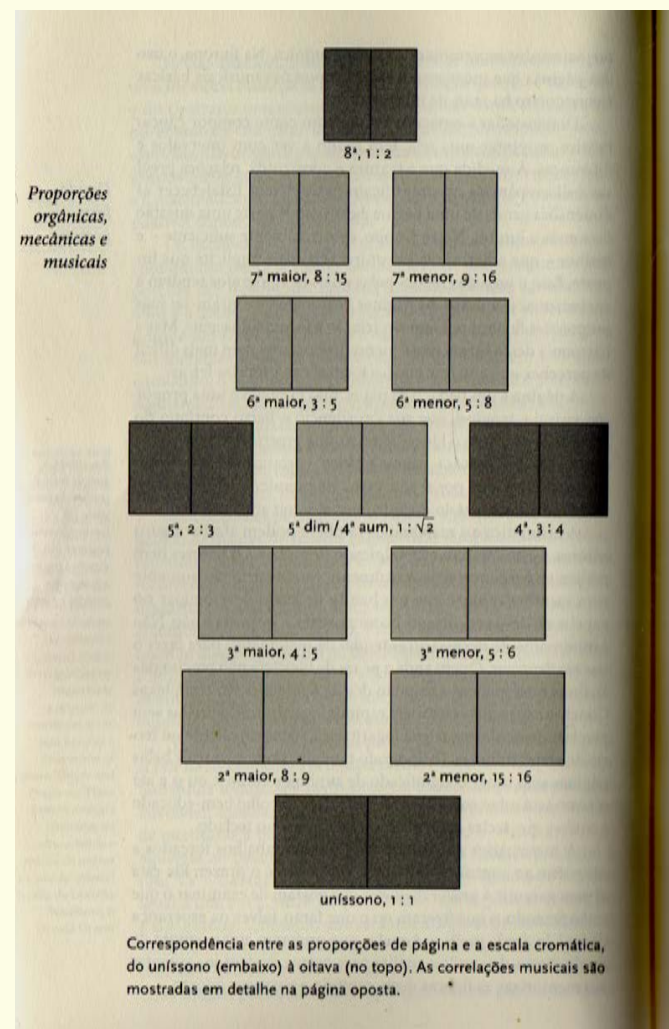 8ª, 1 : 2
Proporções
orgânicas,
mecânicas e
musicais
7ª maior, 8 : 15
7ª menor, 9 : 16
6ª maior, 3 : 5
6ª menor, 5 : 8
5ª, 2 : 3
5ª dim / 4ª aum, 1 : √2
4ª, 3 : 4
3ª maior, 4 : 5
3ª menor, 5 : 6
2ª maior, 8 : 9
2ª menor, 15 : 16
uníssono, 1 : 1
Correspondência entre as proporções de página e a escala cromática,
do uníssono (embaixo) à oitava (no topo). As correlações musicais são
mostradas em detalhe na página oposta.